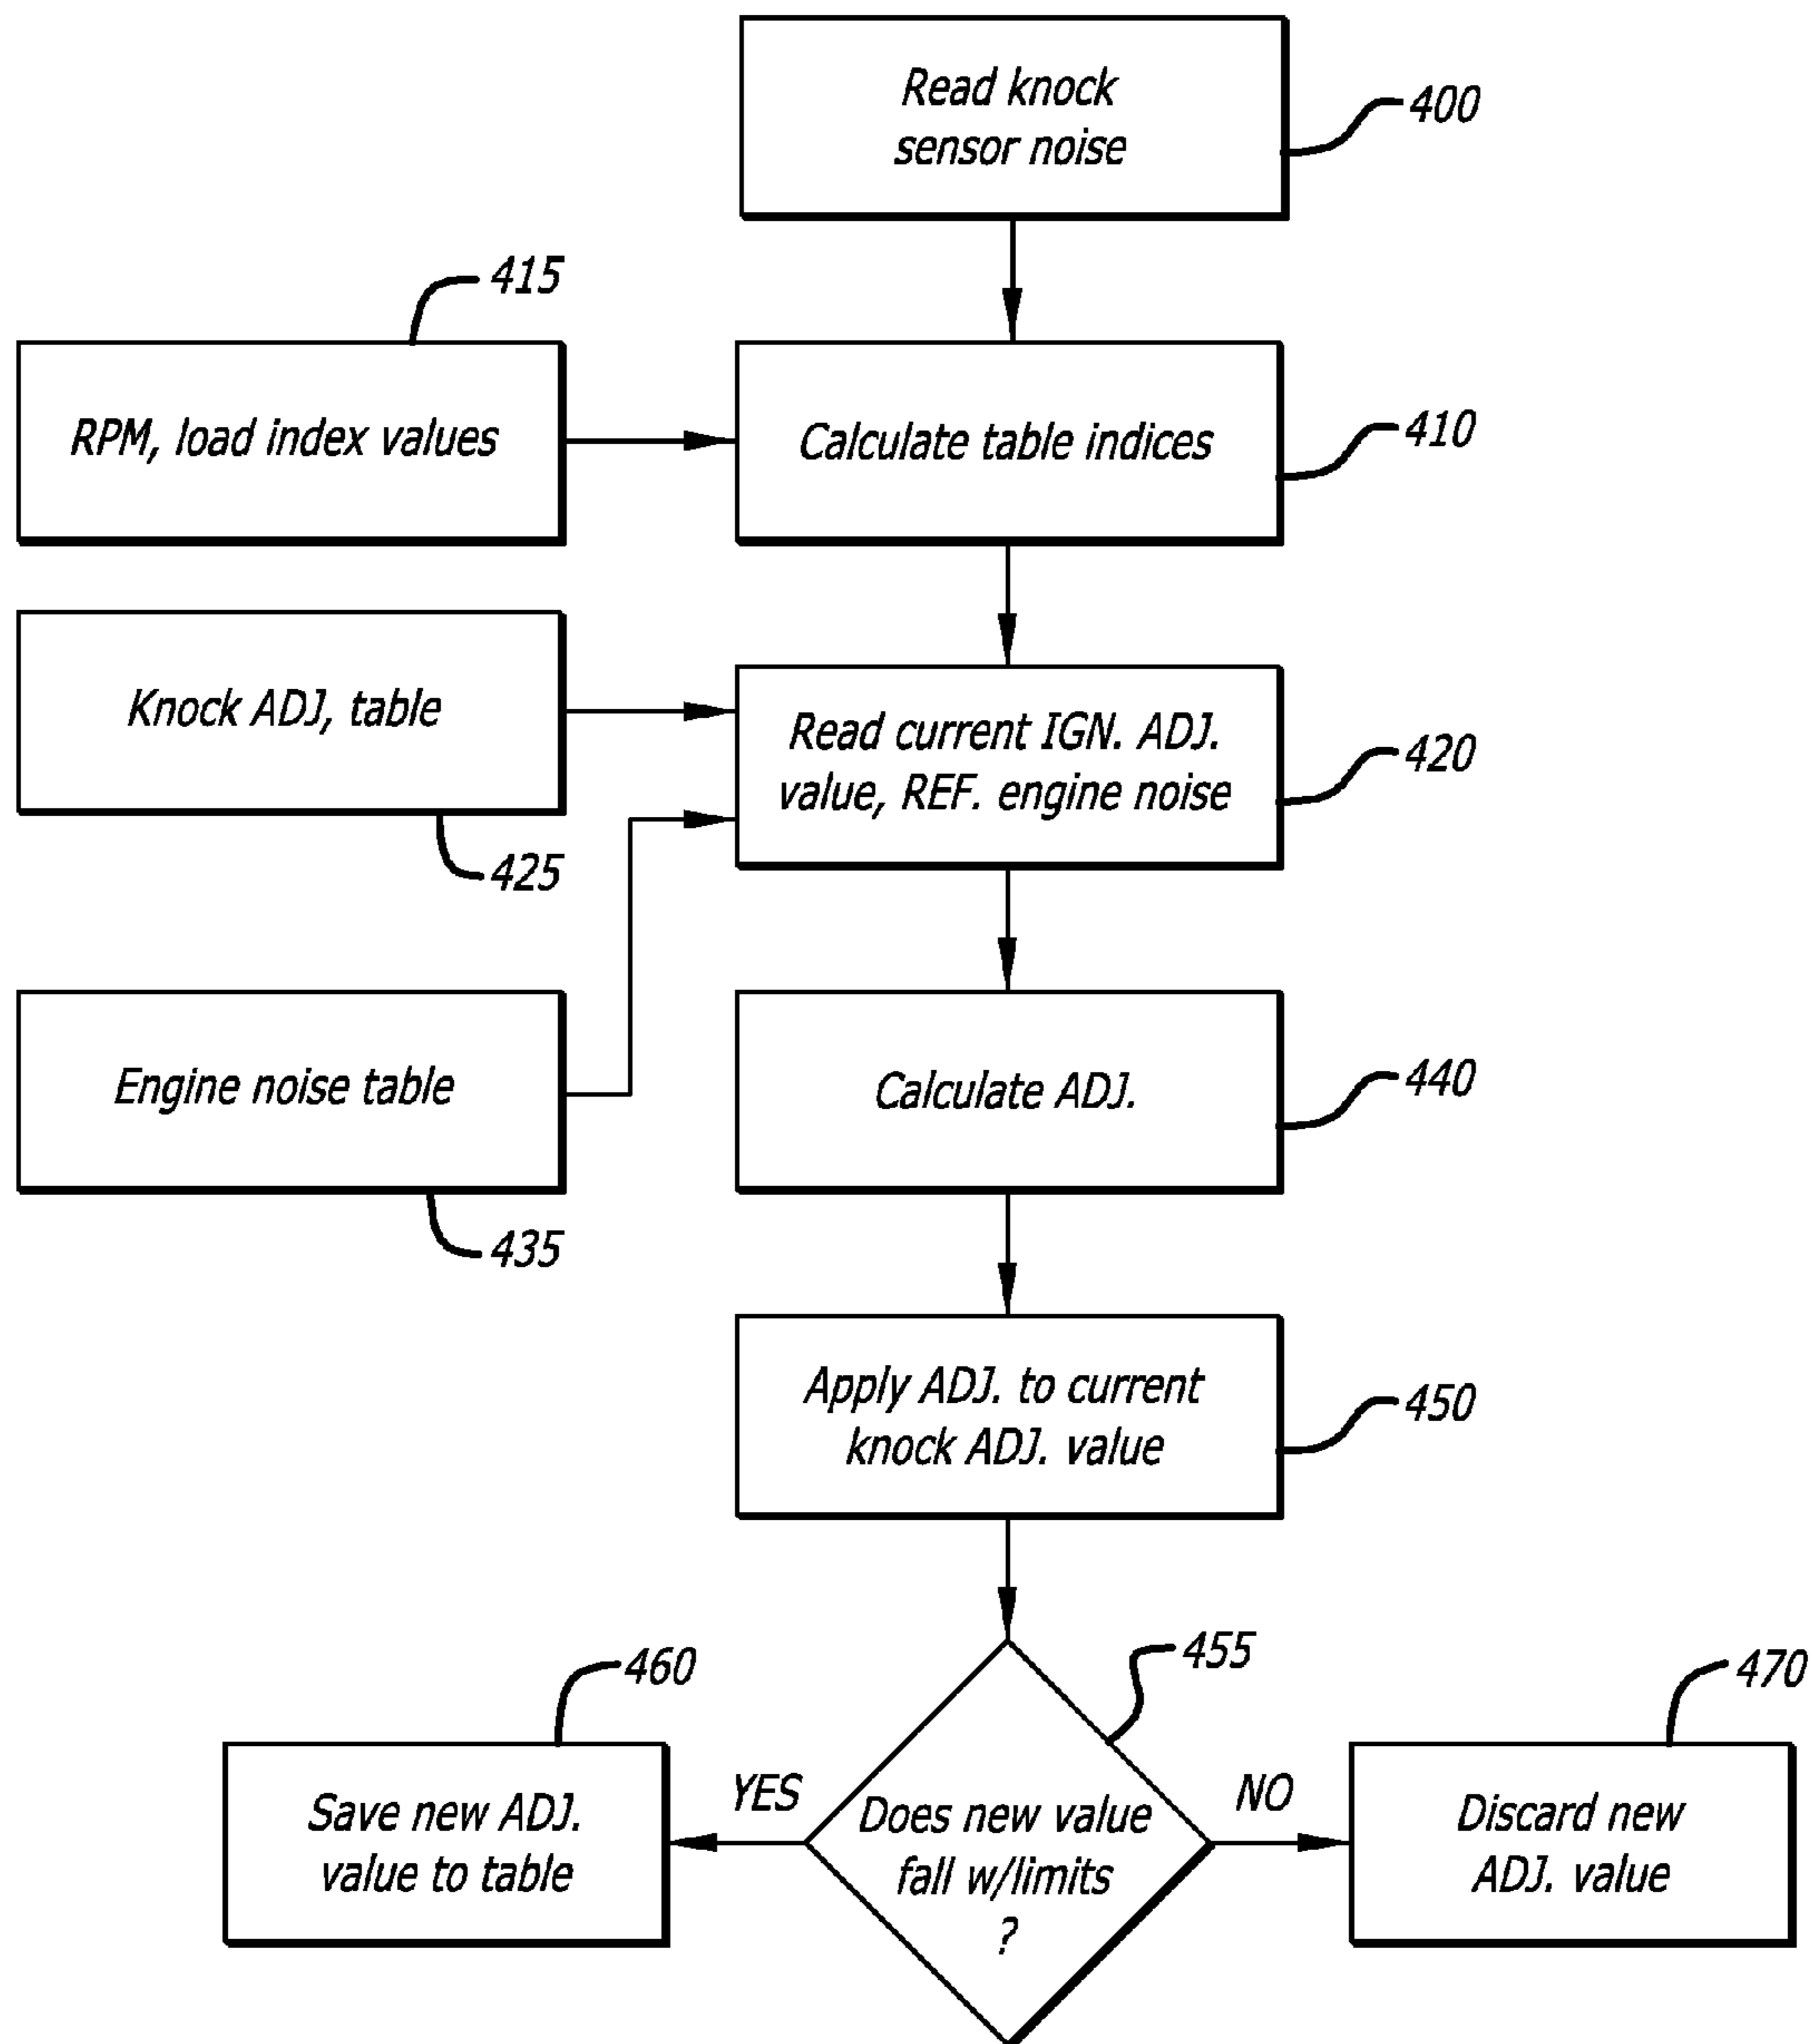 Read knock
sensor noise
400
415
RPM, load index values
Calculate table indices
410
Knock ADJ, table
425
Read current IGN. ADJ.
value, REF. engine noise
420
Engine noise table
435
Calculate ADJ.
440
Apply ADJ. to current
knock ADJ. value
450
455
460
Save new ADJ.
value to table
YES
Does new value
fall w/limits
?
NO
470
Discard new
ADJ. value